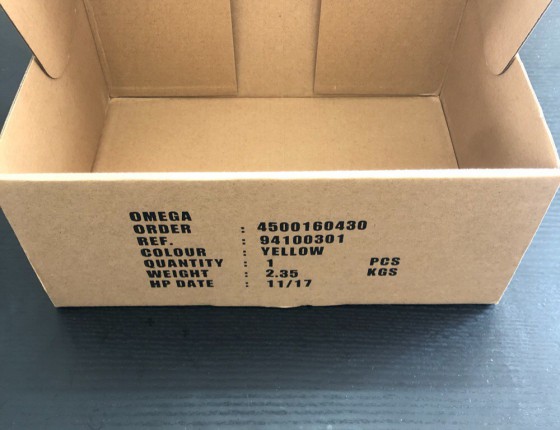 OMEGA
ORDER : 4500160430
REF. : 94100301
COLOUR : YELLOW
QUANTITY : 1 PCS
WEIGHT : 2.35 KGS
HP DATE : 11/17